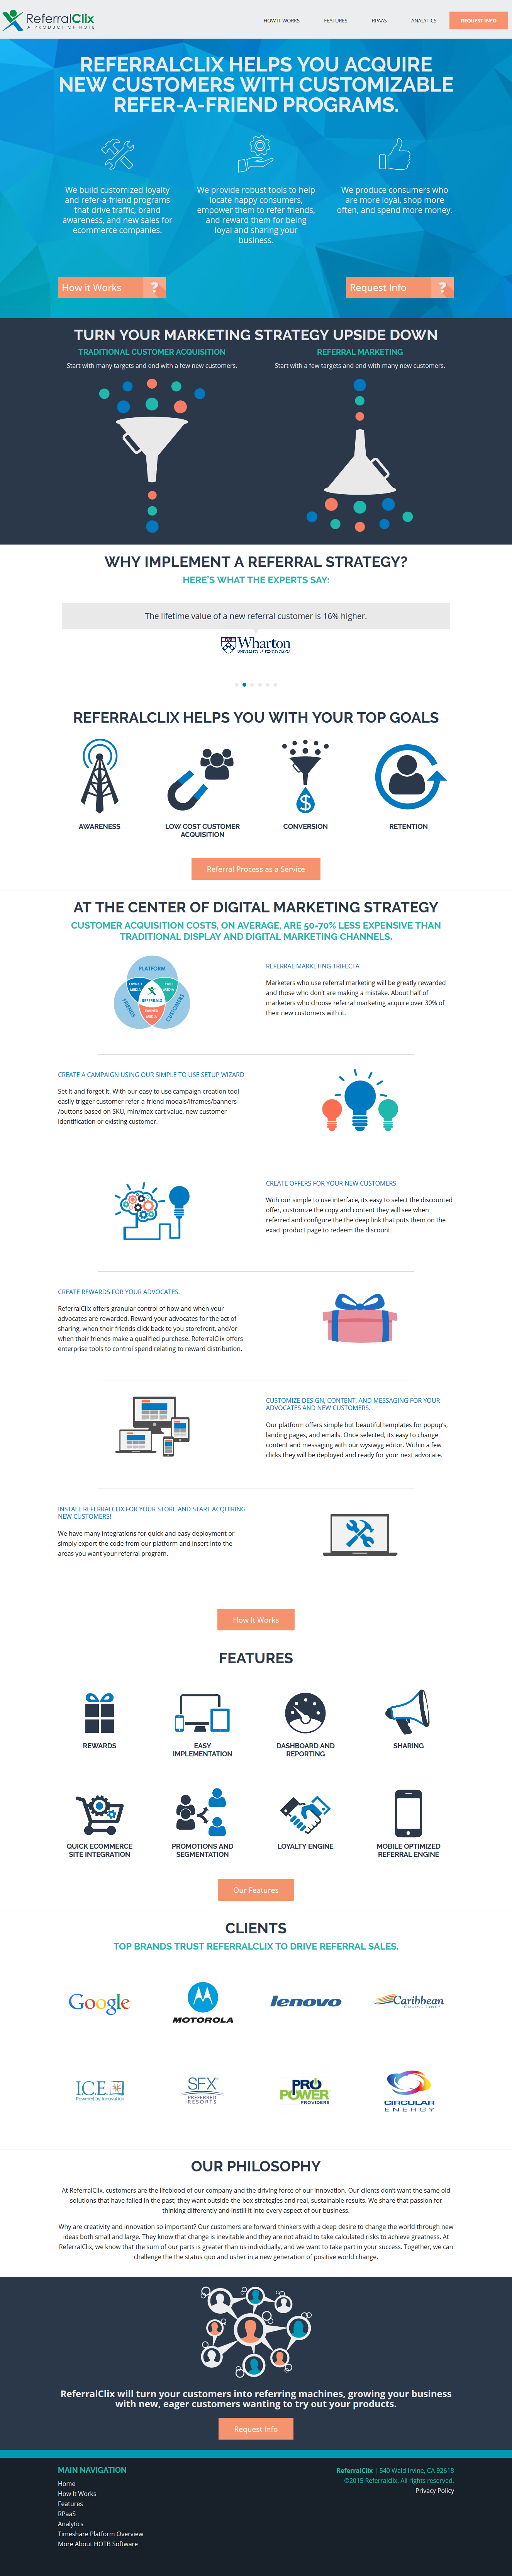 ReferralClix
A PRODUCT OF HOTB
HOW IT WORKS
FEATURES
RPAAS
ANALYTICS
REQUEST INFO
REFERRALCLIX HELPS YOU ACQUIRE
NEW CUSTOMERS WITH CUSTOMIZABLE
REFER-A-FRIEND PROGRAMS.
We build customized loyalty
and refer-a-friend programs
that drive traffic, brand
awareness, and new sales for
ecommerce companies.
We provide robust tools to help
locate happy consumers,
empower them to refer friends,
and reward them for being
loyal and sharing your
business.
We produce consumers who
are more loyal, shop more
often, and spend more money.
How it Works ?
Request Info ?
TURN YOUR MARKETING STRATEGY UPSIDE DOWN
TRADITIONAL CUSTOMER ACQUISITION
Start with many targets and end with a few new customers.
REFERRAL MARKETING
Start with a few targets and end with many new customers.
WHY IMPLEMENT A REFERRAL STRATEGY?
HERE'S WHAT THE EXPERTS SAY:
The lifetime value of a new referral customer is 16% higher.
Wharton
UNIVERSITY of PENNSYLVANIA
REFERRALCLIX HELPS YOU WITH YOUR TOP GOALS
$
AWARENESS
LOW COST CUSTOMER
ACQUISITION
CONVERSION
RETENTION
Referral Process as a Service
AT THE CENTER OF DIGITAL MARKETING STRATEGY
CUSTOMER ACQUISITION COSTS, ON AVERAGE, ARE 50-70% LESS EXPENSIVE THAN
TRADITIONAL DISPLAY AND DIGITAL MARKETING CHANNELS.
PLATFORM
OWNED
MEDIA
PAID
MEDIA
REFERRALS
EARNED
MEDIA
FRIENDS
CUSTOMERS
REFERRAL MARKETING TRIFECTA
Marketers who use referral marketing will be greatly rewarded
and those who don't are making a mistake. About half of
marketers who choose referral marketing acquire over 30% of
their new customers with it.
CREATE A CAMPAIGN USING OUR SIMPLE TO USE SETUP WIZARD
Set it and forget it. With our easy to use campaign creation tool
easily trigger customer refer-a-friend modals/iframes/banners
/buttons based on SKU, min/max cart value, new customer
identification or existing customer.
CREATE OFFERS FOR YOUR NEW CUSTOMERS.
With our simple to use interface, its easy to select the discounted
offer, customize the copy and content they will see when
referred and configure the the deep link that puts them on the
exact product page to redeem the discount.
CREATE REWARDS FOR YOUR ADVOCATES.
ReferralClix offers granular control of how and when your
advocates are rewarded. Reward your advocates for the act of
sharing, when their friends click back to you storefront, and/or
when their friends make a qualified purchase. ReferralClix offers
enterprise tools to control spend relating to reward distribution.
CUSTOMIZE DESIGN, CONTENT, AND MESSAGING FOR YOUR
ADVOCATES AND NEW CUSTOMERS.
Our platform offers simple but beautiful templates for popup's,
landing pages, and emails. Once selected, its easy to change
content and messaging with our wysiwyg editor. Within a few
clicks they will be deployed and ready for your next advocate.
INSTALL REFERRALCLIX FOR YOUR STORE AND START ACQUIRING
NEW CUSTOMERS!
We have many integrations for quick and easy deployment or
simply export the code from our platform and insert into the
areas you want your referral program.
How It Works
FEATURES
REWARDS
EASY
IMPLEMENTATION
DASHBOARD AND
REPORTING
SHARING
QUICK ECOMMERCE
SITE INTEGRATION
PROMOTIONS AND
SEGMENTATION
LOYALTY ENGINE
MOBILE OPTIMIZED
REFERRAL ENGINE
Our Features
CLIENTS
TOP BRANDS TRUST REFERRALCLIX TO DRIVE REFERRAL SALES.
Google
MOTOROLA
lenovo
Caribbean
CRUISE LINE
ICE
Powered by Innovation
SFX
PREFERRED
RESORTS
PRO
POWER
PROVIDERS
CIRCULAR
ENERGY
OUR PHILOSOPHY
At ReferralClix, customers are the lifeblood of our company and the driving force of our innovation. Our clients don't want the same old
solutions that have failed in the past; they want outside-the-box strategies and real, sustainable results. We share that passion for
thinking differently and instill it into every aspect of our business.
Why are creativity and innovation so important? Our customers are forward thinkers with a deep desire to change the world through new
ideas both small and large. They know that change is inevitable and they are not afraid to take calculated risks to achieve greatness. At
ReferralClix, we know that the sum of our parts is greater than us individually, and we want to take part in your success. Together, we can
challenge the the status quo and usher in a new generation of positive world change.
ReferralClix will turn your customers into referring machines, growing your business
with new, eager customers wanting to try out your products.
Request Info
MAIN NAVIGATION
Home
How It Works
Features
RPaaS
Analytics
Timeshare Platform Overview
More About HOTB Software
ReferralClix | 540 Wald Irvine, CA 92618
©2015 Referralclix. All rights reserved.
Privacy Policy